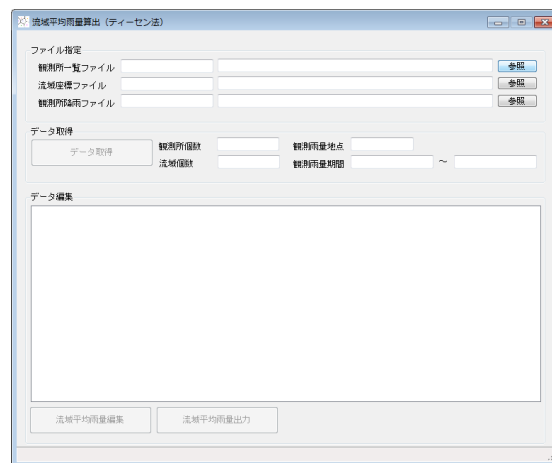 流域平均雨量算出（ティーセン法）
ファイル指定
観測所一覧ファイル 参照
流域座標ファイル 参照
観測所降雨ファイル 参照
データ取得
データ取得 観測所個数 観測雨量地点
流域個数 観測雨量期間 ～
データ編集
流域平均雨量編集 流域平均雨量出力